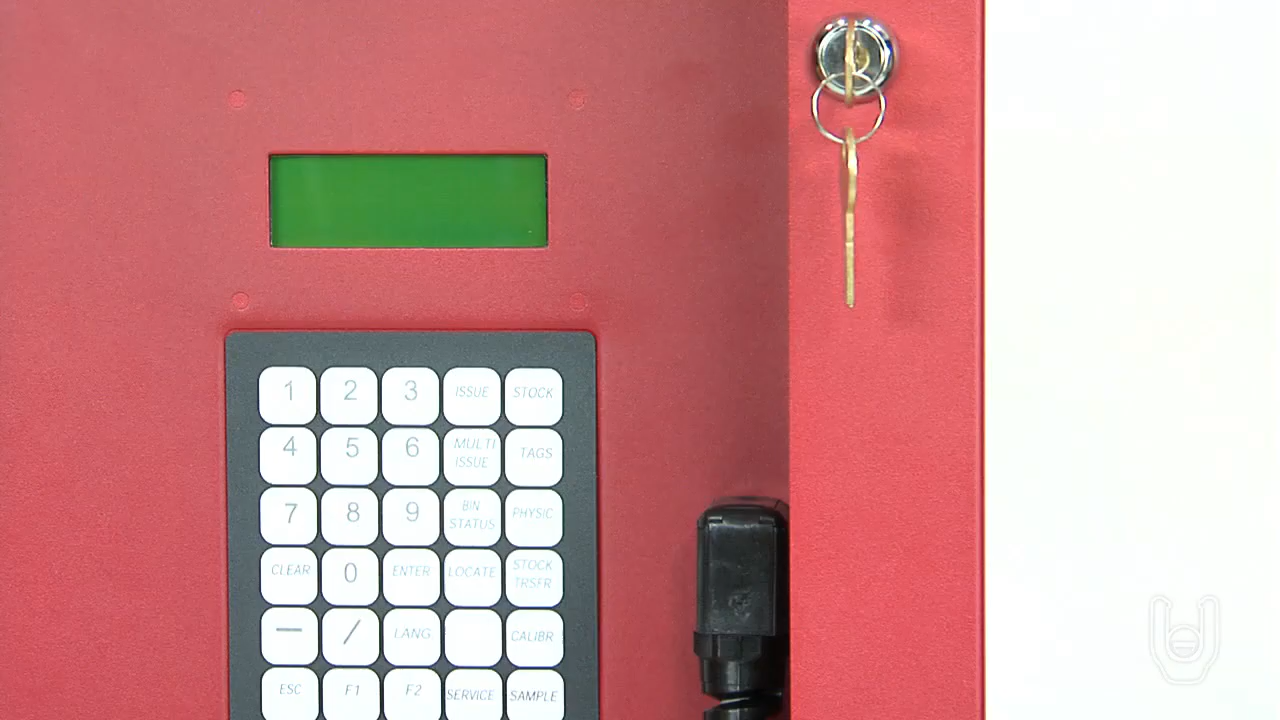 1 2 3 ISSUE STOCK
4 5 6 MULTI ISSUE TAGS
7 8 9 BIN STATUS PHYSIC
CLEAR 0 ENTER LOCATE STOCK TRSFR
— / LANG CALIBR
ESC F1 F2 SERVICE SAMPLE